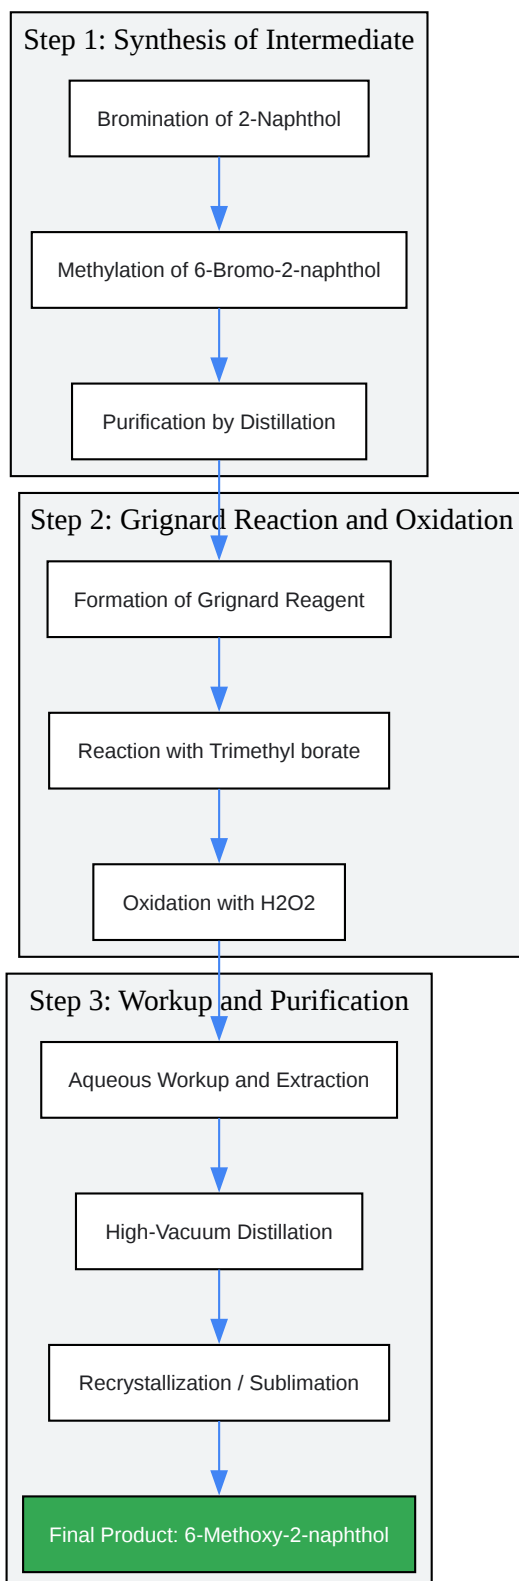 Step 1: Synthesis of Intermediate
Bromination of 2-Naphthol
Methylation of 6-Bromo-2-naphthol
Purification by Distillation
Step 2: Grignard Reaction and Oxidation
Formation of Grignard Reagent
Reaction with Trimethyl borate
Oxidation with H2O2
Step 3: Workup and Purification
Aqueous Workup and Extraction
High-Vacuum Distillation
Recrystallization / Sublimation
Final Product: 6-Methoxy-2-naphthol